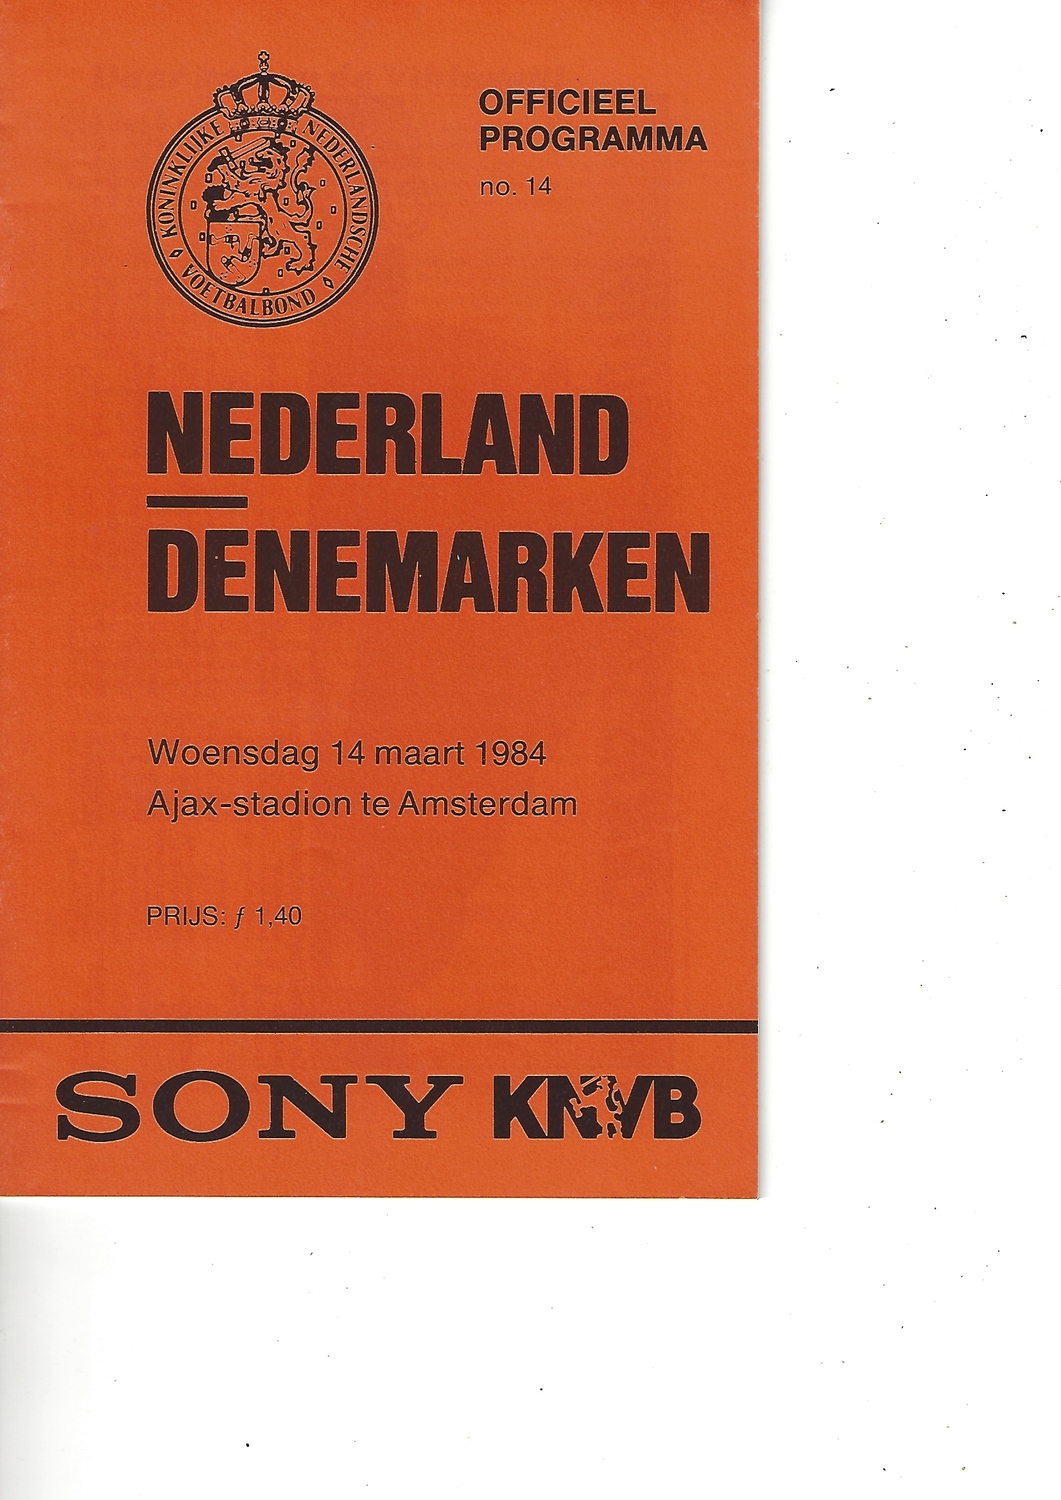 KONINKLIJKE NEDERLANDSCHE
VOETBALBOND
OFFICIEEL
PROGRAMMA
no. 14
NEDERLAND
DENEMARKEN
Woensdag 14 maart 1984
Ajax-stadion te Amsterdam
PRIJS: ƒ 1,40
SONY KNVB